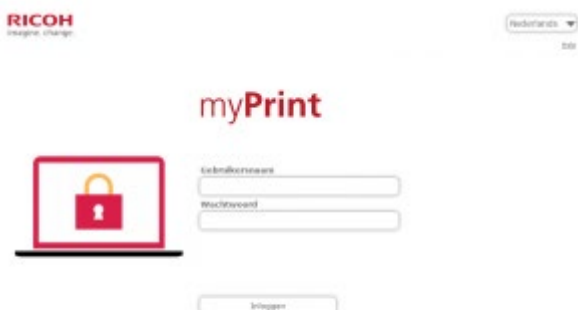 RICOH
imagine. change.
Nederlands
myPrint
Gebruikersnaam
Wachtwoord
Inloggen